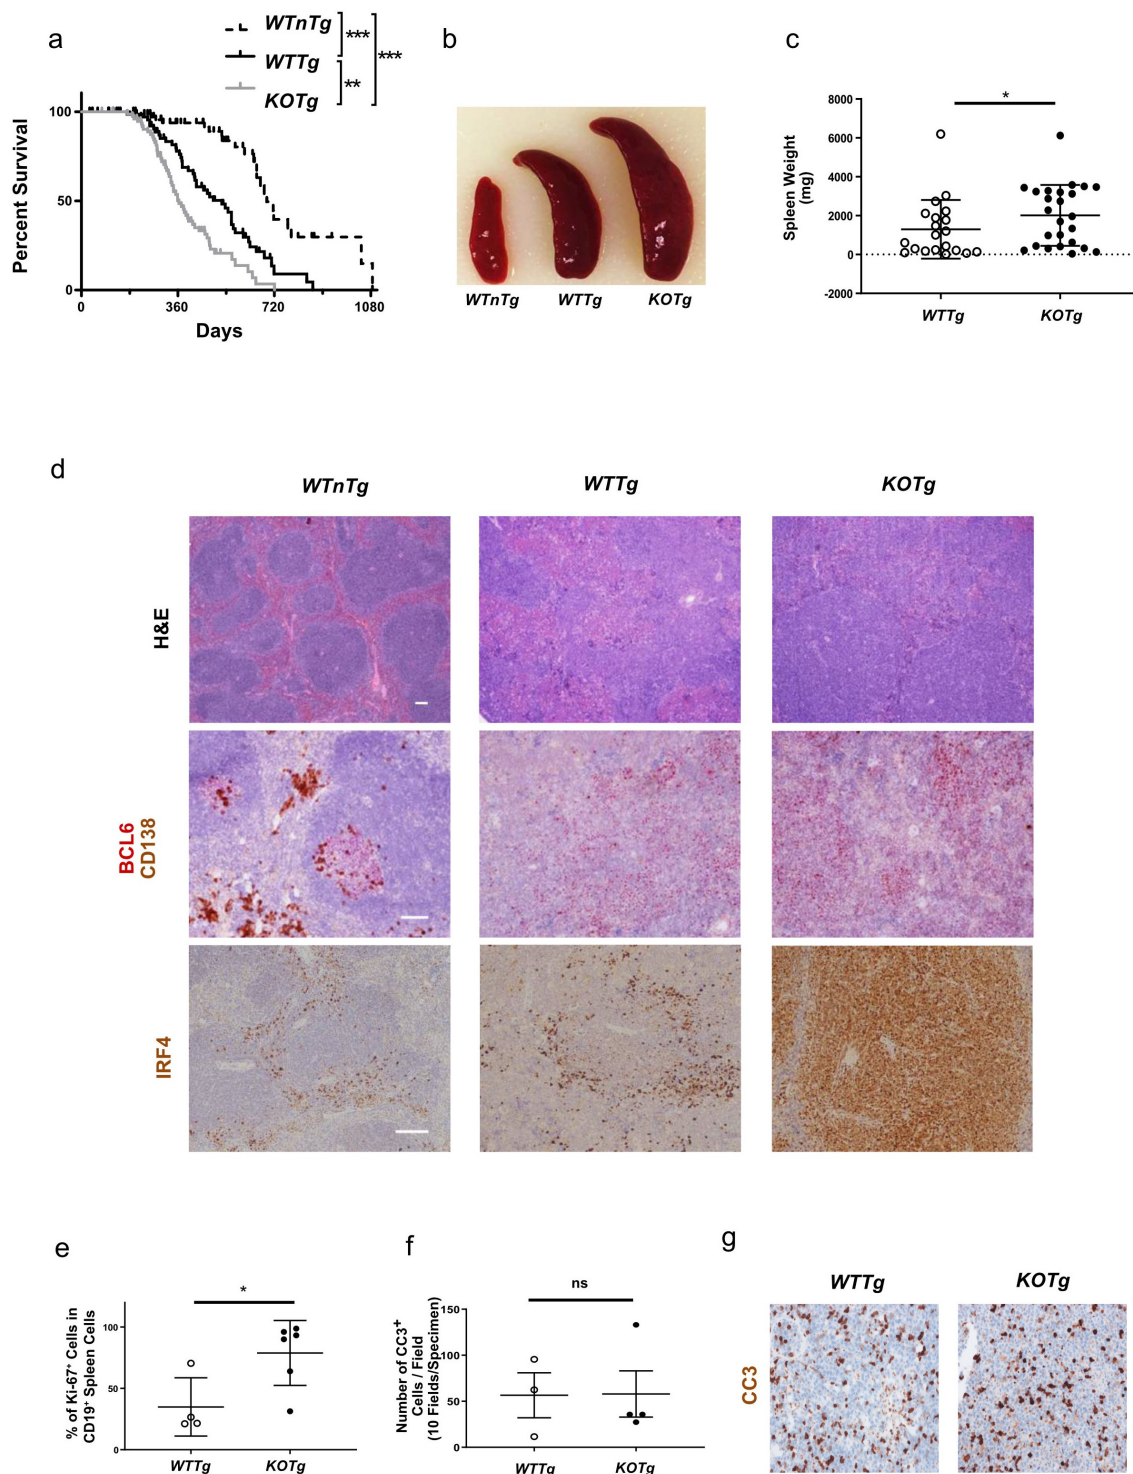 a
WTnTg
WTTg
KOTg
***
**
***
Percent Survival
100
50
0
0 360 720 1080
Days
b
WTnTg WTTg KOTg
c
*
Spleen Weight
(mg)
8000
6000
4000
2000
0
-2000
WTTg KOTg
d
WTnTg WTTg KOTg
H&E
BCL6
CD138
IRF4
e
*
% of Ki-67+ Cells in
CD19+ Spleen Cells
100
50
0
WTTg KOTg
f
ns
Number of CC3+
Cells / Field
(10 Fields/Specimen)
150
100
50
0
WTTg KOTg
g
WTTg KOTg
CC3